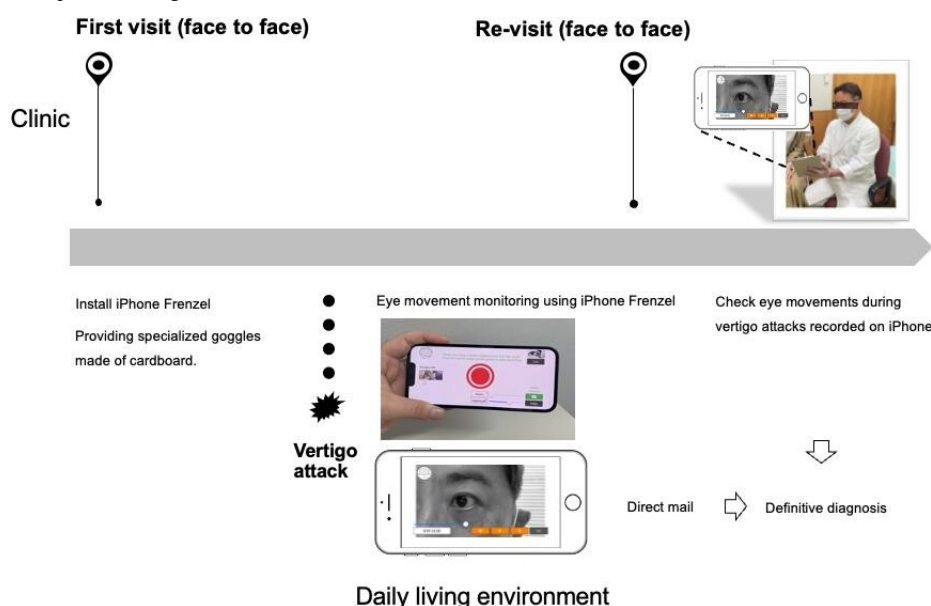 First visit (face to face)
Re-visit (face to face)
Clinic
Install iPhone Frenzel
Providing specialized goggles
made of cardboard.
Eye movement monitoring using iPhone Frenzel
Check eye movements during
vertigo attacks recorded on iPhone
Vertigo
attack
Direct mail
Definitive diagnosis
Daily living environment